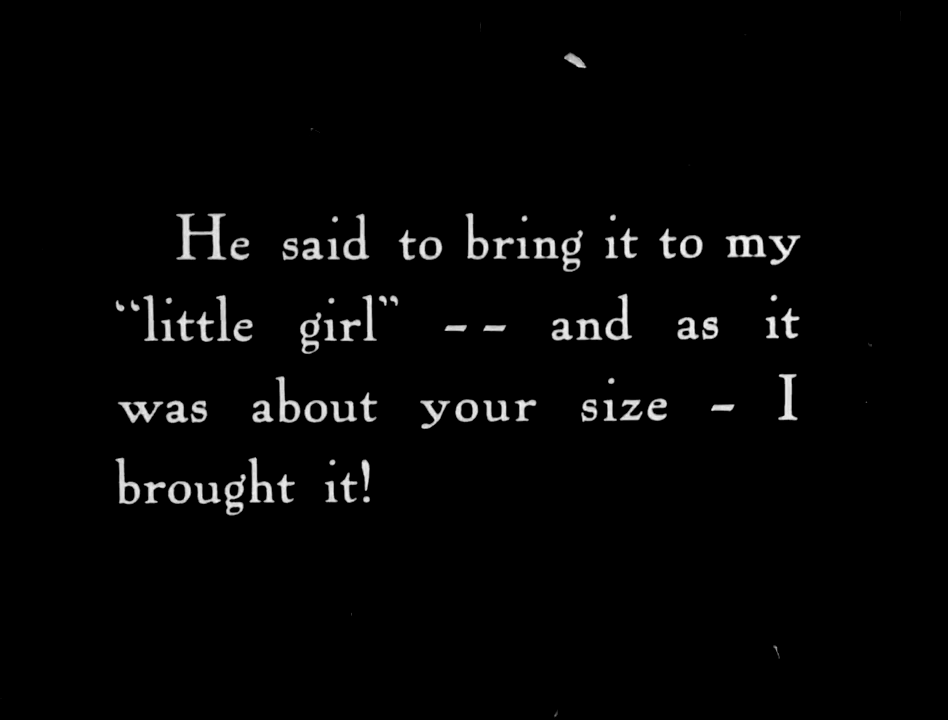 He said to bring it to my
“little girl” -- and as it
was about your size - I
brought it!